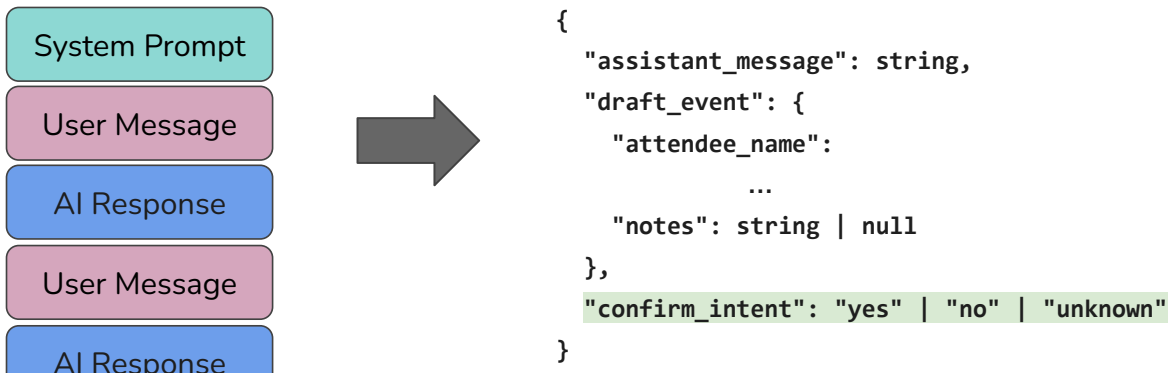 System Prompt
User Message
AI Response
User Message
AI Response
{
"assistant_message": string,
"draft_event": {
"attendee_name":
...
"notes": string | null
},
"confirm_intent": "yes" | "no" | "unknown"
}